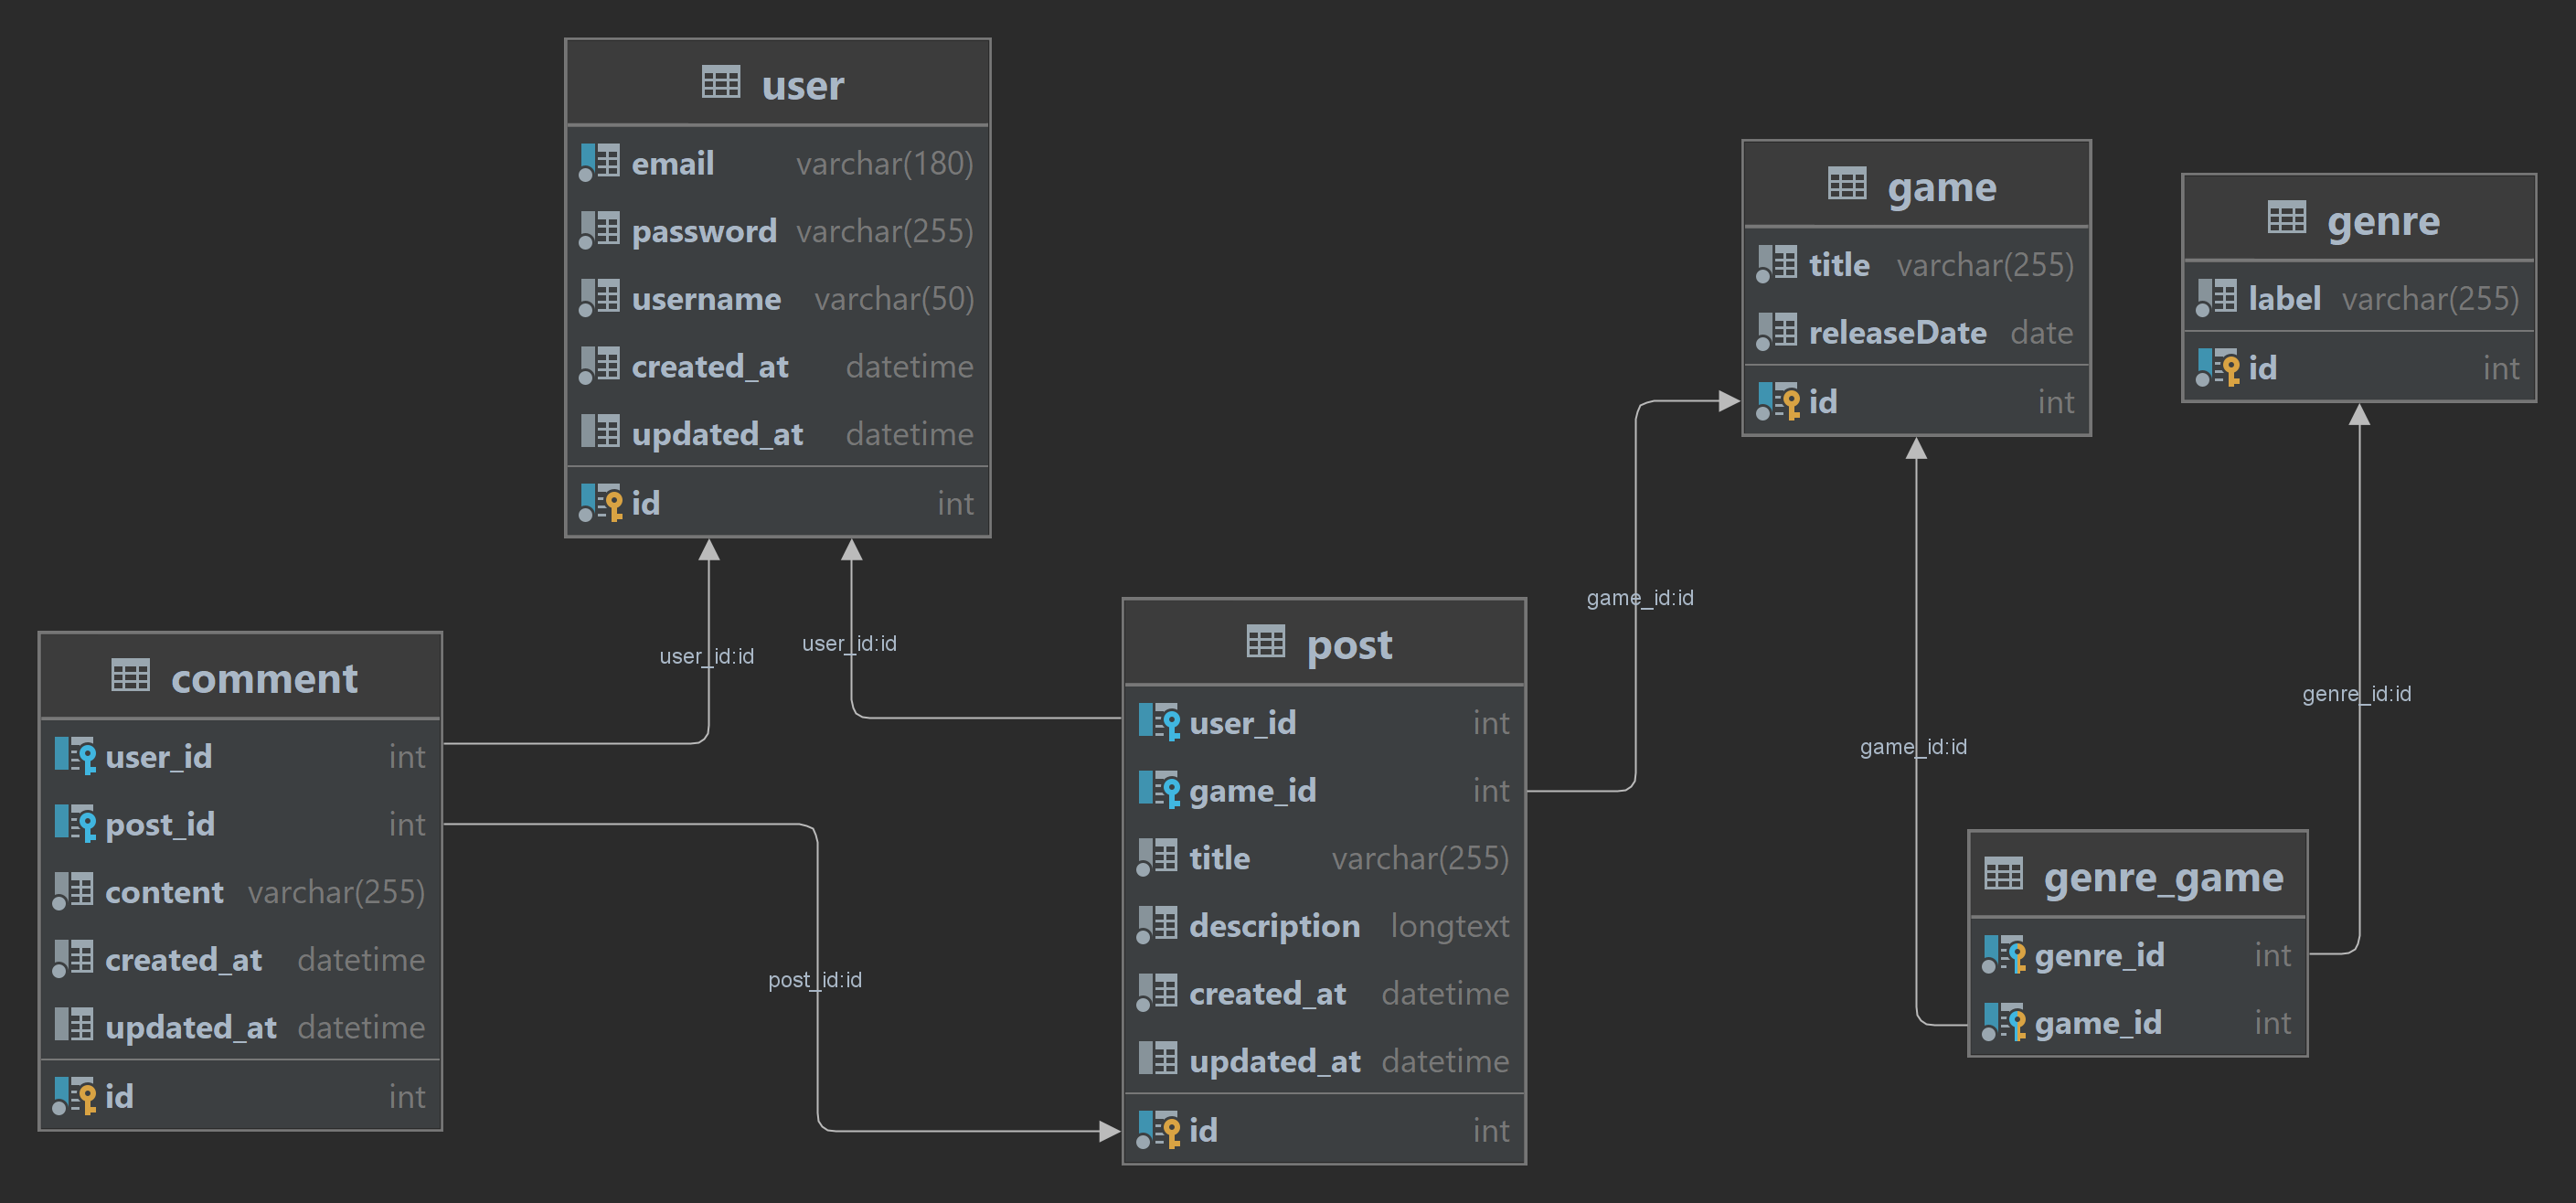 user
email varchar(180)
password varchar(255)
username varchar(50)
created_at datetime
updated_at datetime
id int
game
title varchar(255)
releaseDate date
id int
genre
label varchar(255)
id int
comment
user_id int
post_id int
content varchar(255)
created_at datetime
updated_at datetime
id int
user_id:id
user_id:id
post_id:id
post
user_id int
game_id int
title varchar(255)
description longtext
created_at datetime
updated_at datetime
id int
game_id:id
game_id:id
genre_id:id
genre_game
genre_id int
game_id int